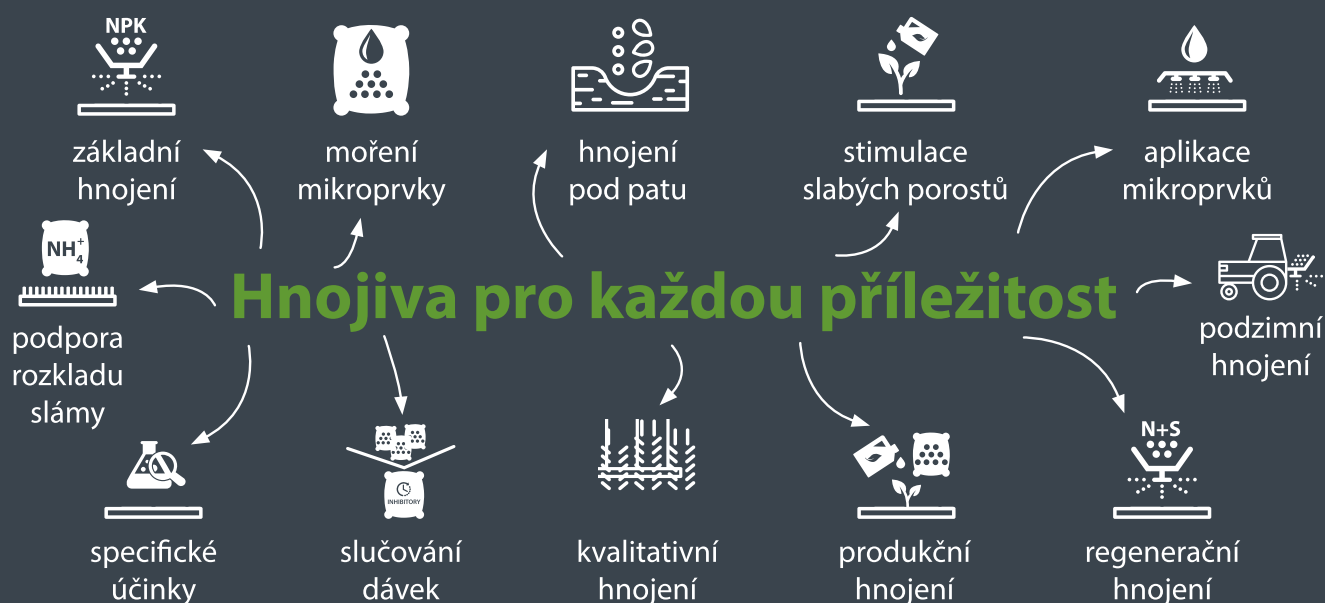 NPK
základní
hnojení
moření
mikroprvky
hnojení
pod patu
stimulace
slabých porostů
aplikace
mikroprvků
NH₄⁺
podpora
rozkladu
slámy
Hnojiva pro každou příležitost
podzimní
hnojení
specifické
účinky
INHIBITORY
slučování
dávek
kvalitativní
hnojení
produkční
hnojení
N+S
regenerační
hnojení